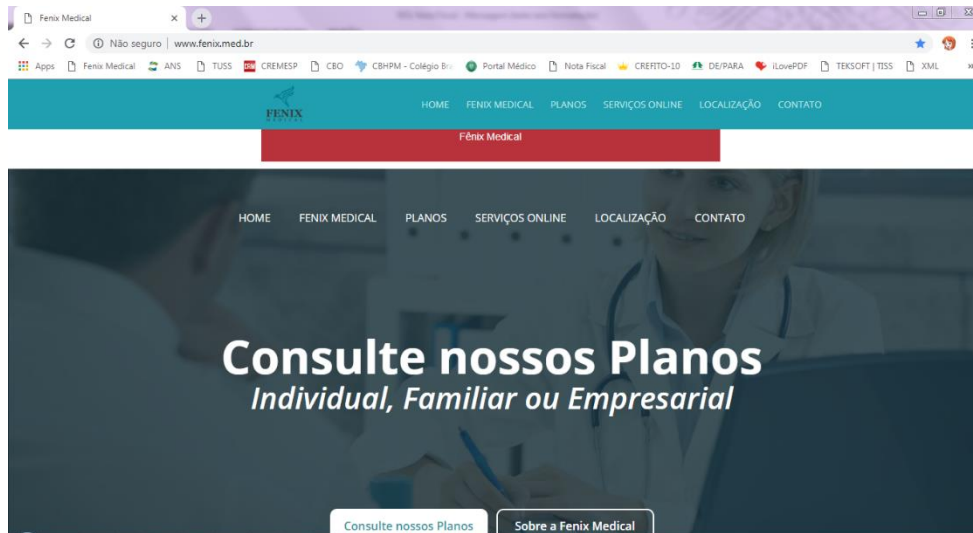 Fenix Medical
Não seguro www.fenix.med.br
Apps Fenix Medical ANS TUSS CREMESP CBO CBHPM - Colégio Bra Portal Médico Nota Fiscal CREFITO-10 DE/PARA iLovePDF TEKSOFT | TISS XML
FENIX
MEDICAL
HOME FENIX MEDICAL PLANOS SERVIÇOS ONLINE LOCALIZAÇÃO CONTATO
Fênix Medical
HOME FENIX MEDICAL PLANOS SERVIÇOS ONLINE LOCALIZAÇÃO CONTATO
Consulte nossos Planos
Individual, Familiar ou Empresarial
Consulte nossos Planos Sobre a Fenix Medical